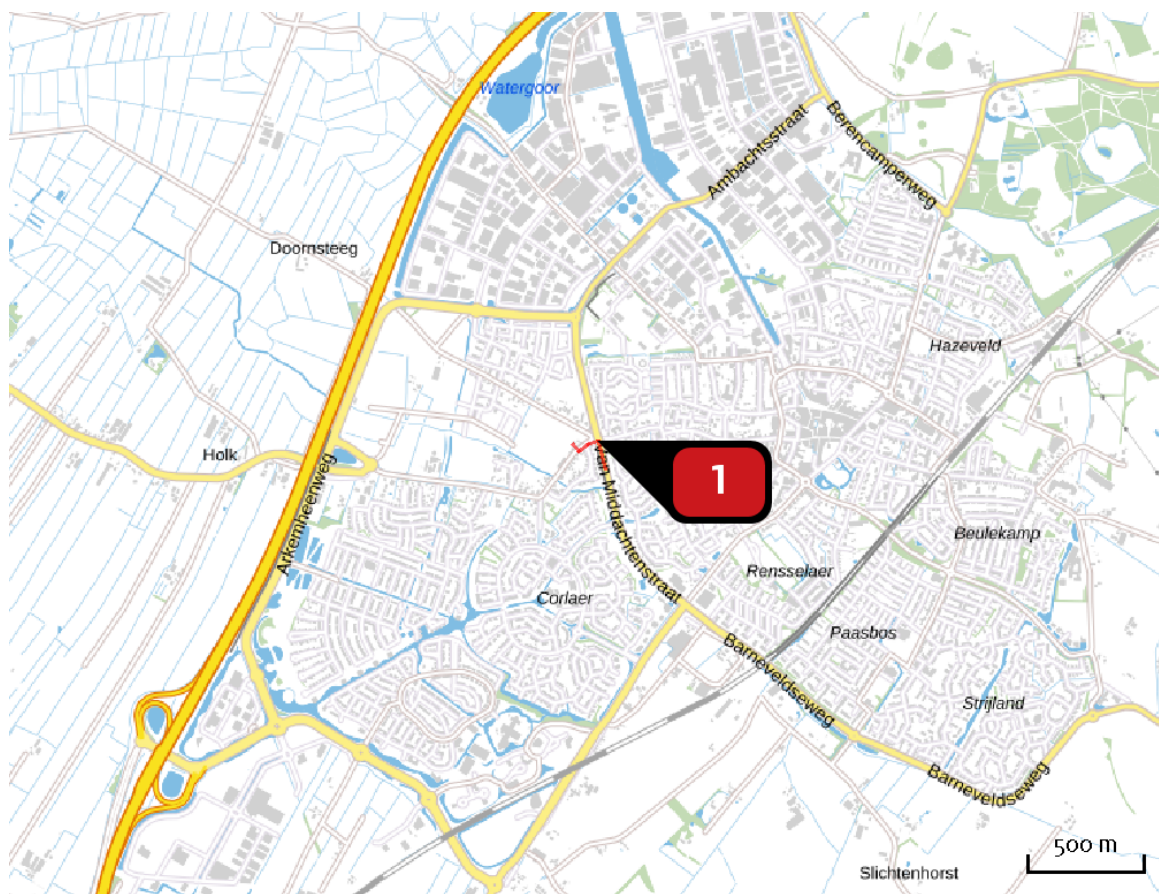 Watergoor
Ambachtsstraat
Berencamperweg
Doornsteeg
Hazeveld
Holk
Arkemheenweg
1
Van Middachtenstraat
Beulekamp
Rensselaer
Corlaer
Paasbos
Barneveldseweg
Strijland
Barneveldseweg
500 m
Slichtenhorst